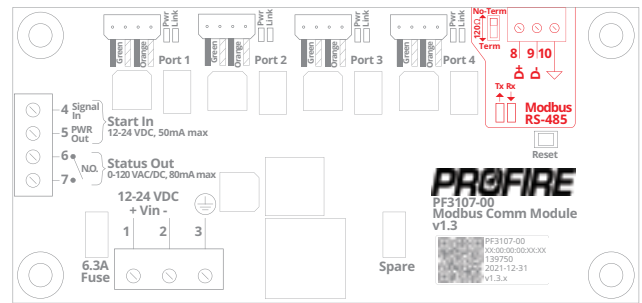 Pwr
Link
Green
Orange
Port 1
Pwr
Link
Green
Orange
Port 2
Pwr
Link
Green
Orange
Port 3
Pwr
Link
Green
Orange
Port 4
No-Term
120Ω
Term
8 9 10
D+ D-
Tx Rx
Modbus
RS-485
Reset
4 Signal In
5 PWR Out
Start In
12-24 VDC, 50mA max
6
7
N.O.
Status Out
0-120 VAC/DC, 80mA max
12-24 VDC
+ Vin -
1 2 3
6.3A
Fuse
Spare
PROFIRE
PF3107-00
Modbus Comm Module
v1.3
PF3107-00
XX:00:00:00:XX:XX
139750
2021-12-31
v1.3.x